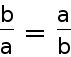 b/a = a/b